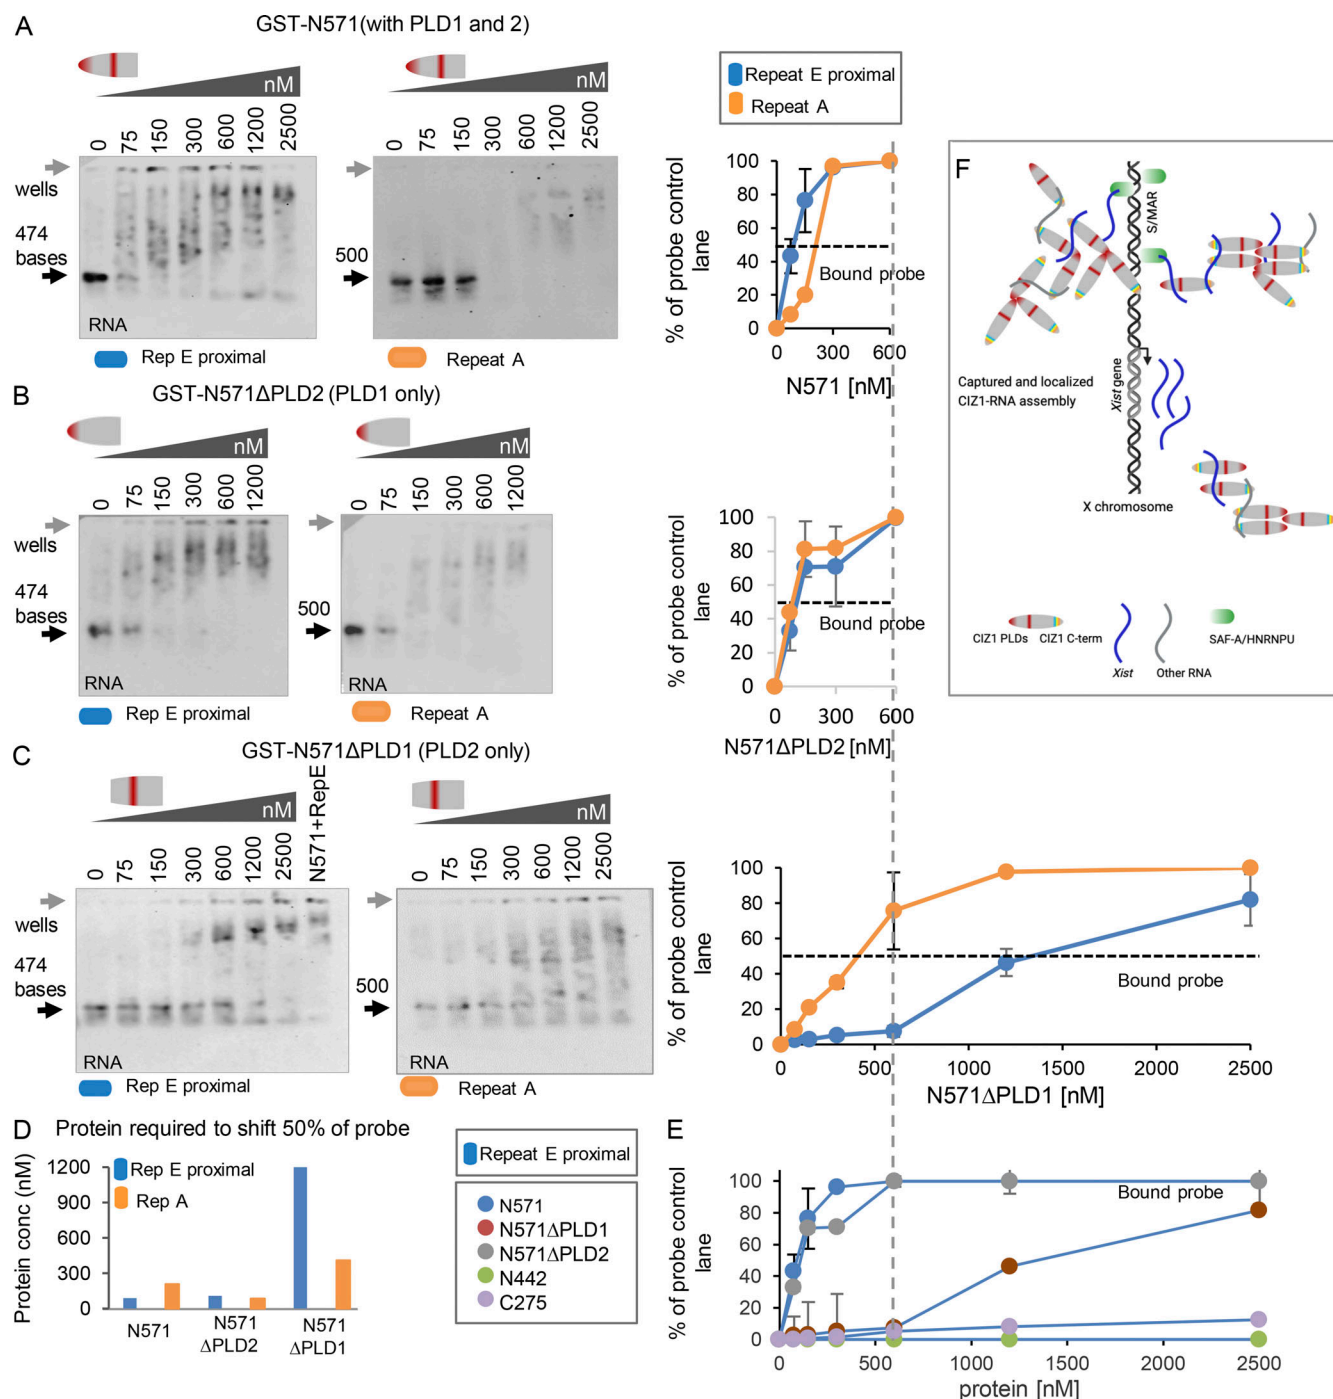 A
GST-N571(with PLD1 and 2)
nM
0 75 150 300 600 1200 2500
wells
474
bases
RNA
Rep E proximal
nM
0 75 150 300 600 1200 2500
500
Repeat A
Repeat E proximal
Repeat A
% of probe control
lane
100
80
60
40
20
0
Bound probe
0 300 600
N571 [nM]
B
GST-N571ΔPLD2 (PLD1 only)
nM
0 75 150 300 600 1200
wells
474
bases
RNA
Rep E proximal
nM
0 75 150 300 600 1200
500
RNA
Repeat A
% of probe control
lane
100
80
60
40
20
0
Bound probe
0 300 600
N571ΔPLD2 [nM]
C
GST-N571ΔPLD1 (PLD2 only)
nM
0 75 150 300 600 1200 2500 N571+RepE
wells
474
bases
RNA
Rep E proximal
nM
0 75 150 300 600 1200 2500
500
RNA
Repeat A
% of probe control
lane
100
80
60
40
20
0
Bound probe
0 500 1000 1500 2000 2500
N571ΔPLD1 [nM]
D
Protein required to shift 50% of probe
Protein conc (nM)
1200
900
600
300
0
Rep E proximal
Rep A
N571
N571
ΔPLD2
N571
ΔPLD1
Repeat E proximal
N571
N571ΔPLD1
N571ΔPLD2
N442
C275
E
% of probe control
lane
100
80
60
40
20
0
Bound probe
0 500 1000 1500 2000 2500
protein [nM]
F
S/MAR
Xist gene
Captured and localized
CIZ1-RNA assembly
X chromosome
CIZ1 PLDs
CIZ1 C-term
Xist
Other RNA
SAF-A/HNRNPU